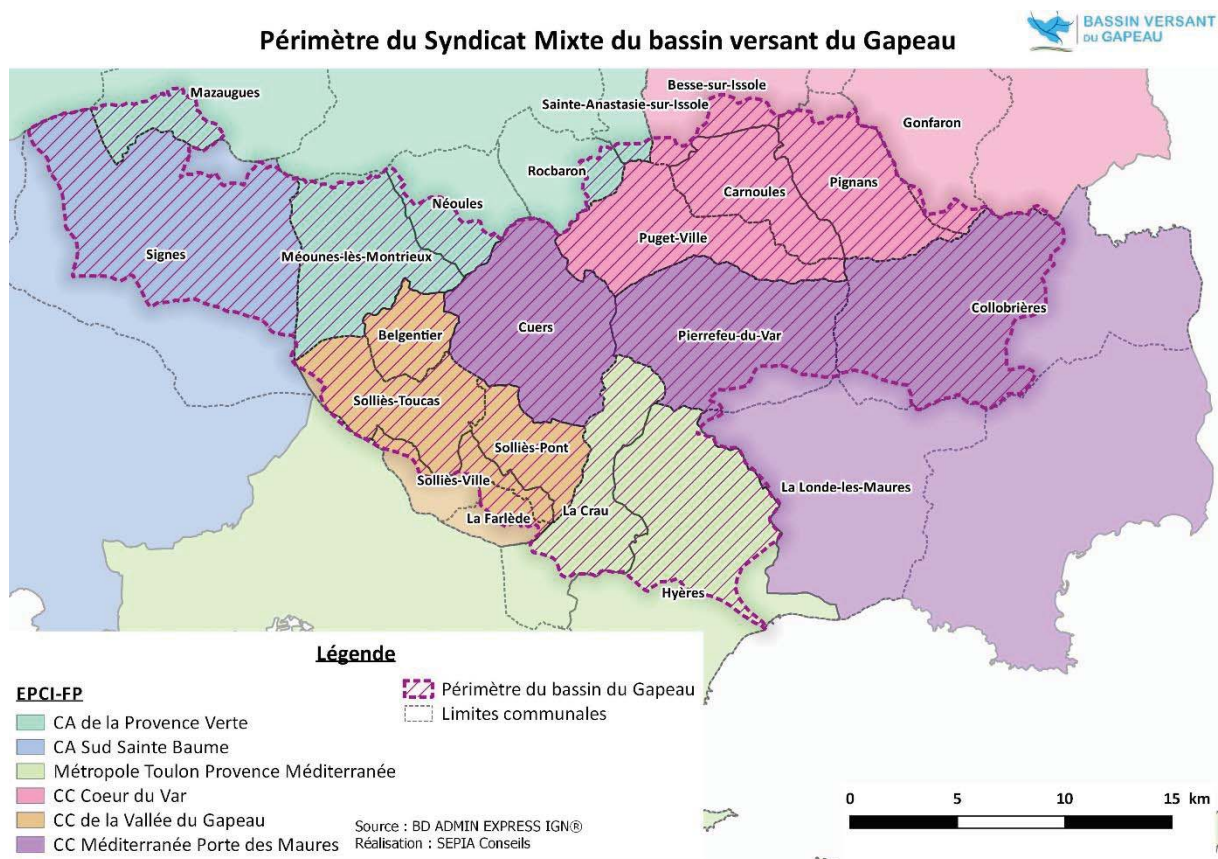 Périmètre du Syndicat Mixte du bassin versant du Gapeau
BASSIN VERSANT
DU GAPEAU
Mazaugues
Besse-sur-Issole
Sainte-Anastasie-sur-Issole
Gonfaron
Rocbaron
Néoules
Carnoules
Pignans
Puget-Ville
Signes
Méounes-lès-Montrieux
Collobrières
Cuers
Pierrefeu-du-Var
Belgentier
Solliès-Toucas
Solliès-Pont
Solliès-Ville
La Londe-les-Maures
La Farlède
La Crau
Hyères
Légende
EPCI-FP
CA de la Provence Verte
CA Sud Sainte Baume
Métropole Toulon Provence Méditerranée
CC Coeur du Var
CC de la Vallée du Gapeau
CC Méditerranée Porte des Maures
Périmètre du bassin du Gapeau
Limites communales
Source : BD ADMIN EXPRESS IGN®
Réalisation : SEPIA Conseils
0 5 10 15 km